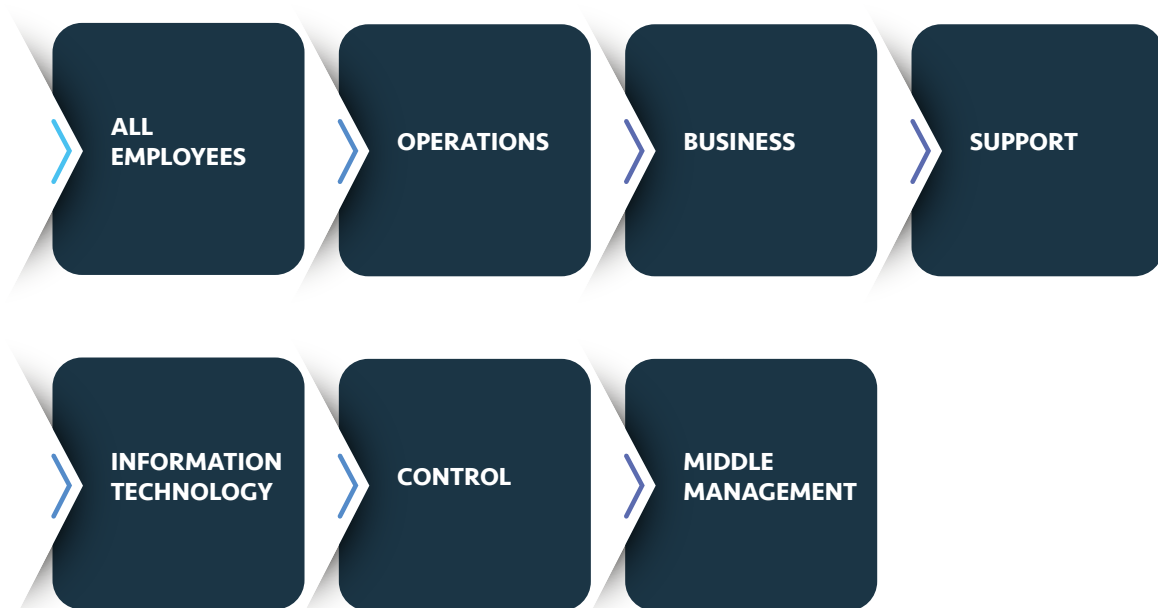 ALL
EMPLOYEES
OPERATIONS
BUSINESS
SUPPORT
INFORMATION
TECHNOLOGY
CONTROL
MIDDLE
MANAGEMENT